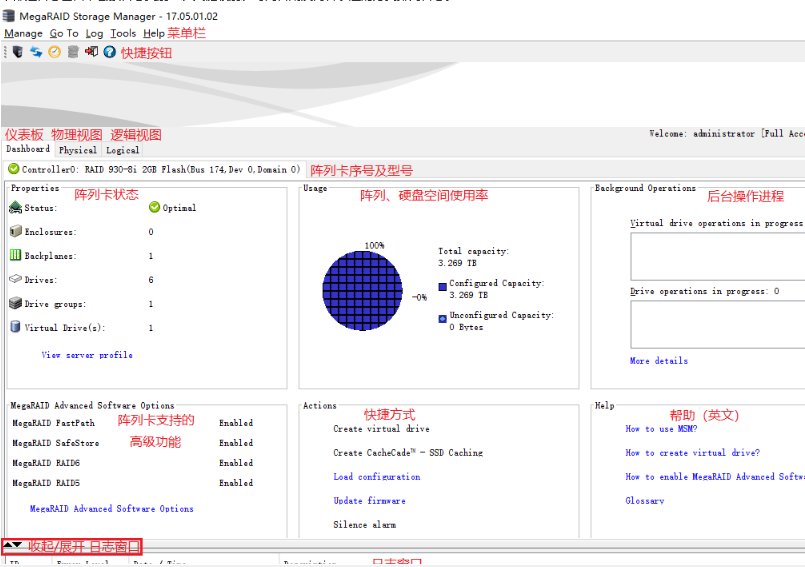 MegaRAID Storage Manager - 17.05.01.02
Manage Go To Log Tools Help 菜单栏
快捷按钮
仪表板 物理视图 逻辑视图
Welcome: administrator [Full Acce
Dashboard Physical Logical
Controller0: RAID 930-8i 2GB Flash(Bus 174,Dev 0,Domain 0) 阵列卡序号及型号
Properties
阵列卡状态
Status: Optimal
Enclosures: 0
Backplanes: 1
Drives: 6
Drive groups: 1
Virtual Drive(s): 1
View server profile
Usage
阵列、硬盘空间使用率
100%
0%
Total capacity:
3.269 TB
Configured Capacity:
3.269 TB
Unconfigured Capacity:
0 Bytes
Background Operations
后台操作进程
Virtual drive operations in progress
Drive operations in progress: 0
More details
MegaRAID Advanced Software Options
阵列卡支持的
高级功能
MegaRAID FastPath Enabled
MegaRAID SafeStore Enabled
MegaRAID RAID6 Enabled
MegaRAID RAID5 Enabled
MegaRAID Advanced Software Options
Actions
快捷方式
Create virtual drive
Create CacheCade™ - SSD Caching
Load configuration
Update firmware
Silence alarm
Help
帮助（英文）
How to use MSM?
How to create virtual drive?
How to enable MegaRAID Advanced Softwa
Glossary
收起/展开 日志窗口
ID Error Level Date / Time Description 日志窗口